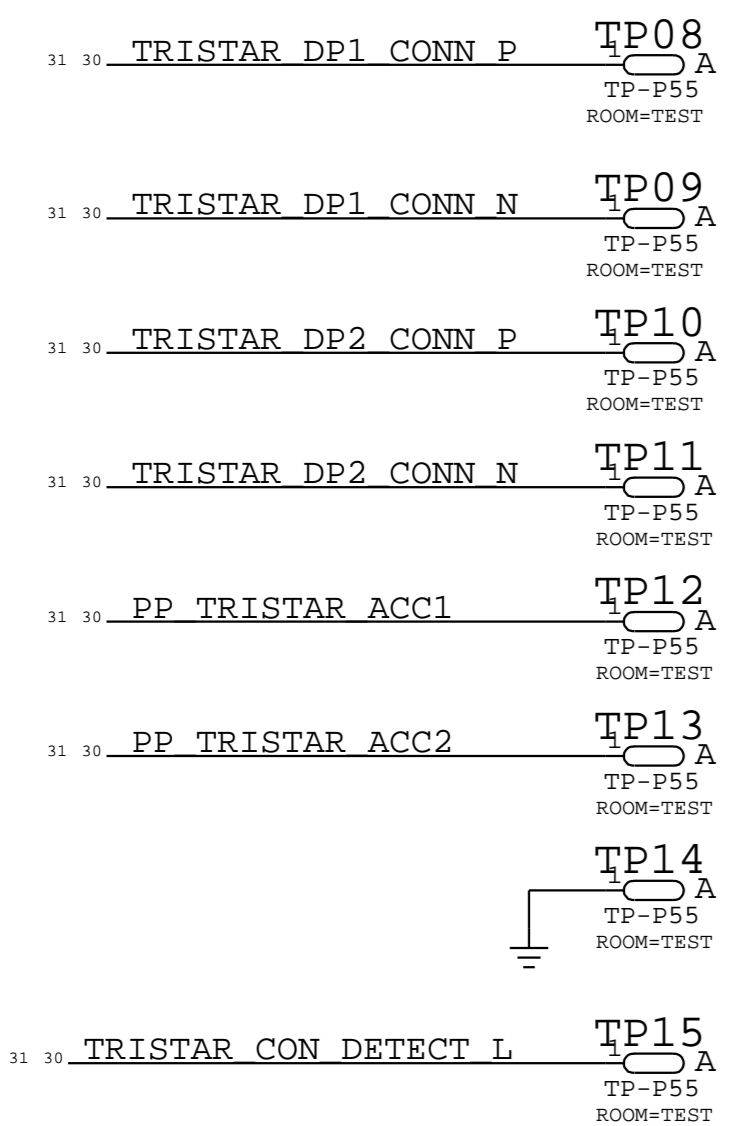 TP08
31 30 TRISTAR_DP1_CONN_P 1 A
TP-P55
ROOM=TEST
TP09
31 30 TRISTAR_DP1_CONN_N 1 A
TP-P55
ROOM=TEST
TP10
31 30 TRISTAR_DP2_CONN_P 1 A
TP-P55
ROOM=TEST
TP11
31 30 TRISTAR_DP2_CONN_N 1 A
TP-P55
ROOM=TEST
TP12
31 30 PP_TRISTAR_ACC1 1 A
TP-P55
ROOM=TEST
TP13
31 30 PP_TRISTAR_ACC2 1 A
TP-P55
ROOM=TEST
TP14
1 A
TP-P55
ROOM=TEST
TP15
31 30 TRISTAR_CON_DETECT_L 1 A
TP-P55
ROOM=TEST